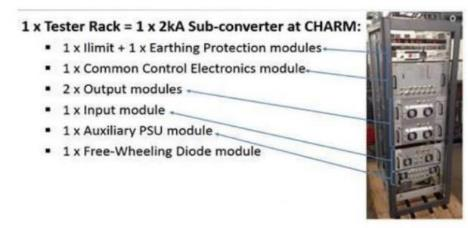 1 x Tester Rack = 1 x 2kA Sub-converter at CHARM:
▪ 1 x Ilimit + 1 x Earthing Protection modules
▪ 1 x Common Control Electronics module
▪ 2 x Output modules
▪ 1 x Input module
▪ 1 x Auxiliary PSU module
▪ 1 x Free-Wheeling Diode module